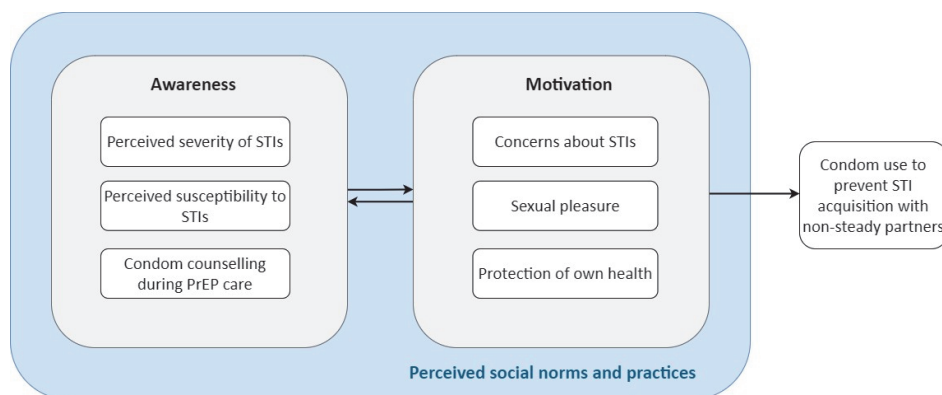 Awareness
Perceived severity of STIs
Perceived susceptibility to
STIs
Condom counselling
during PrEP care
Motivation
Concerns about STIs
Sexual pleasure
Protection of own health
Condom use to
prevent STI
acquisition with
non-steady partners
Perceived social norms and practices